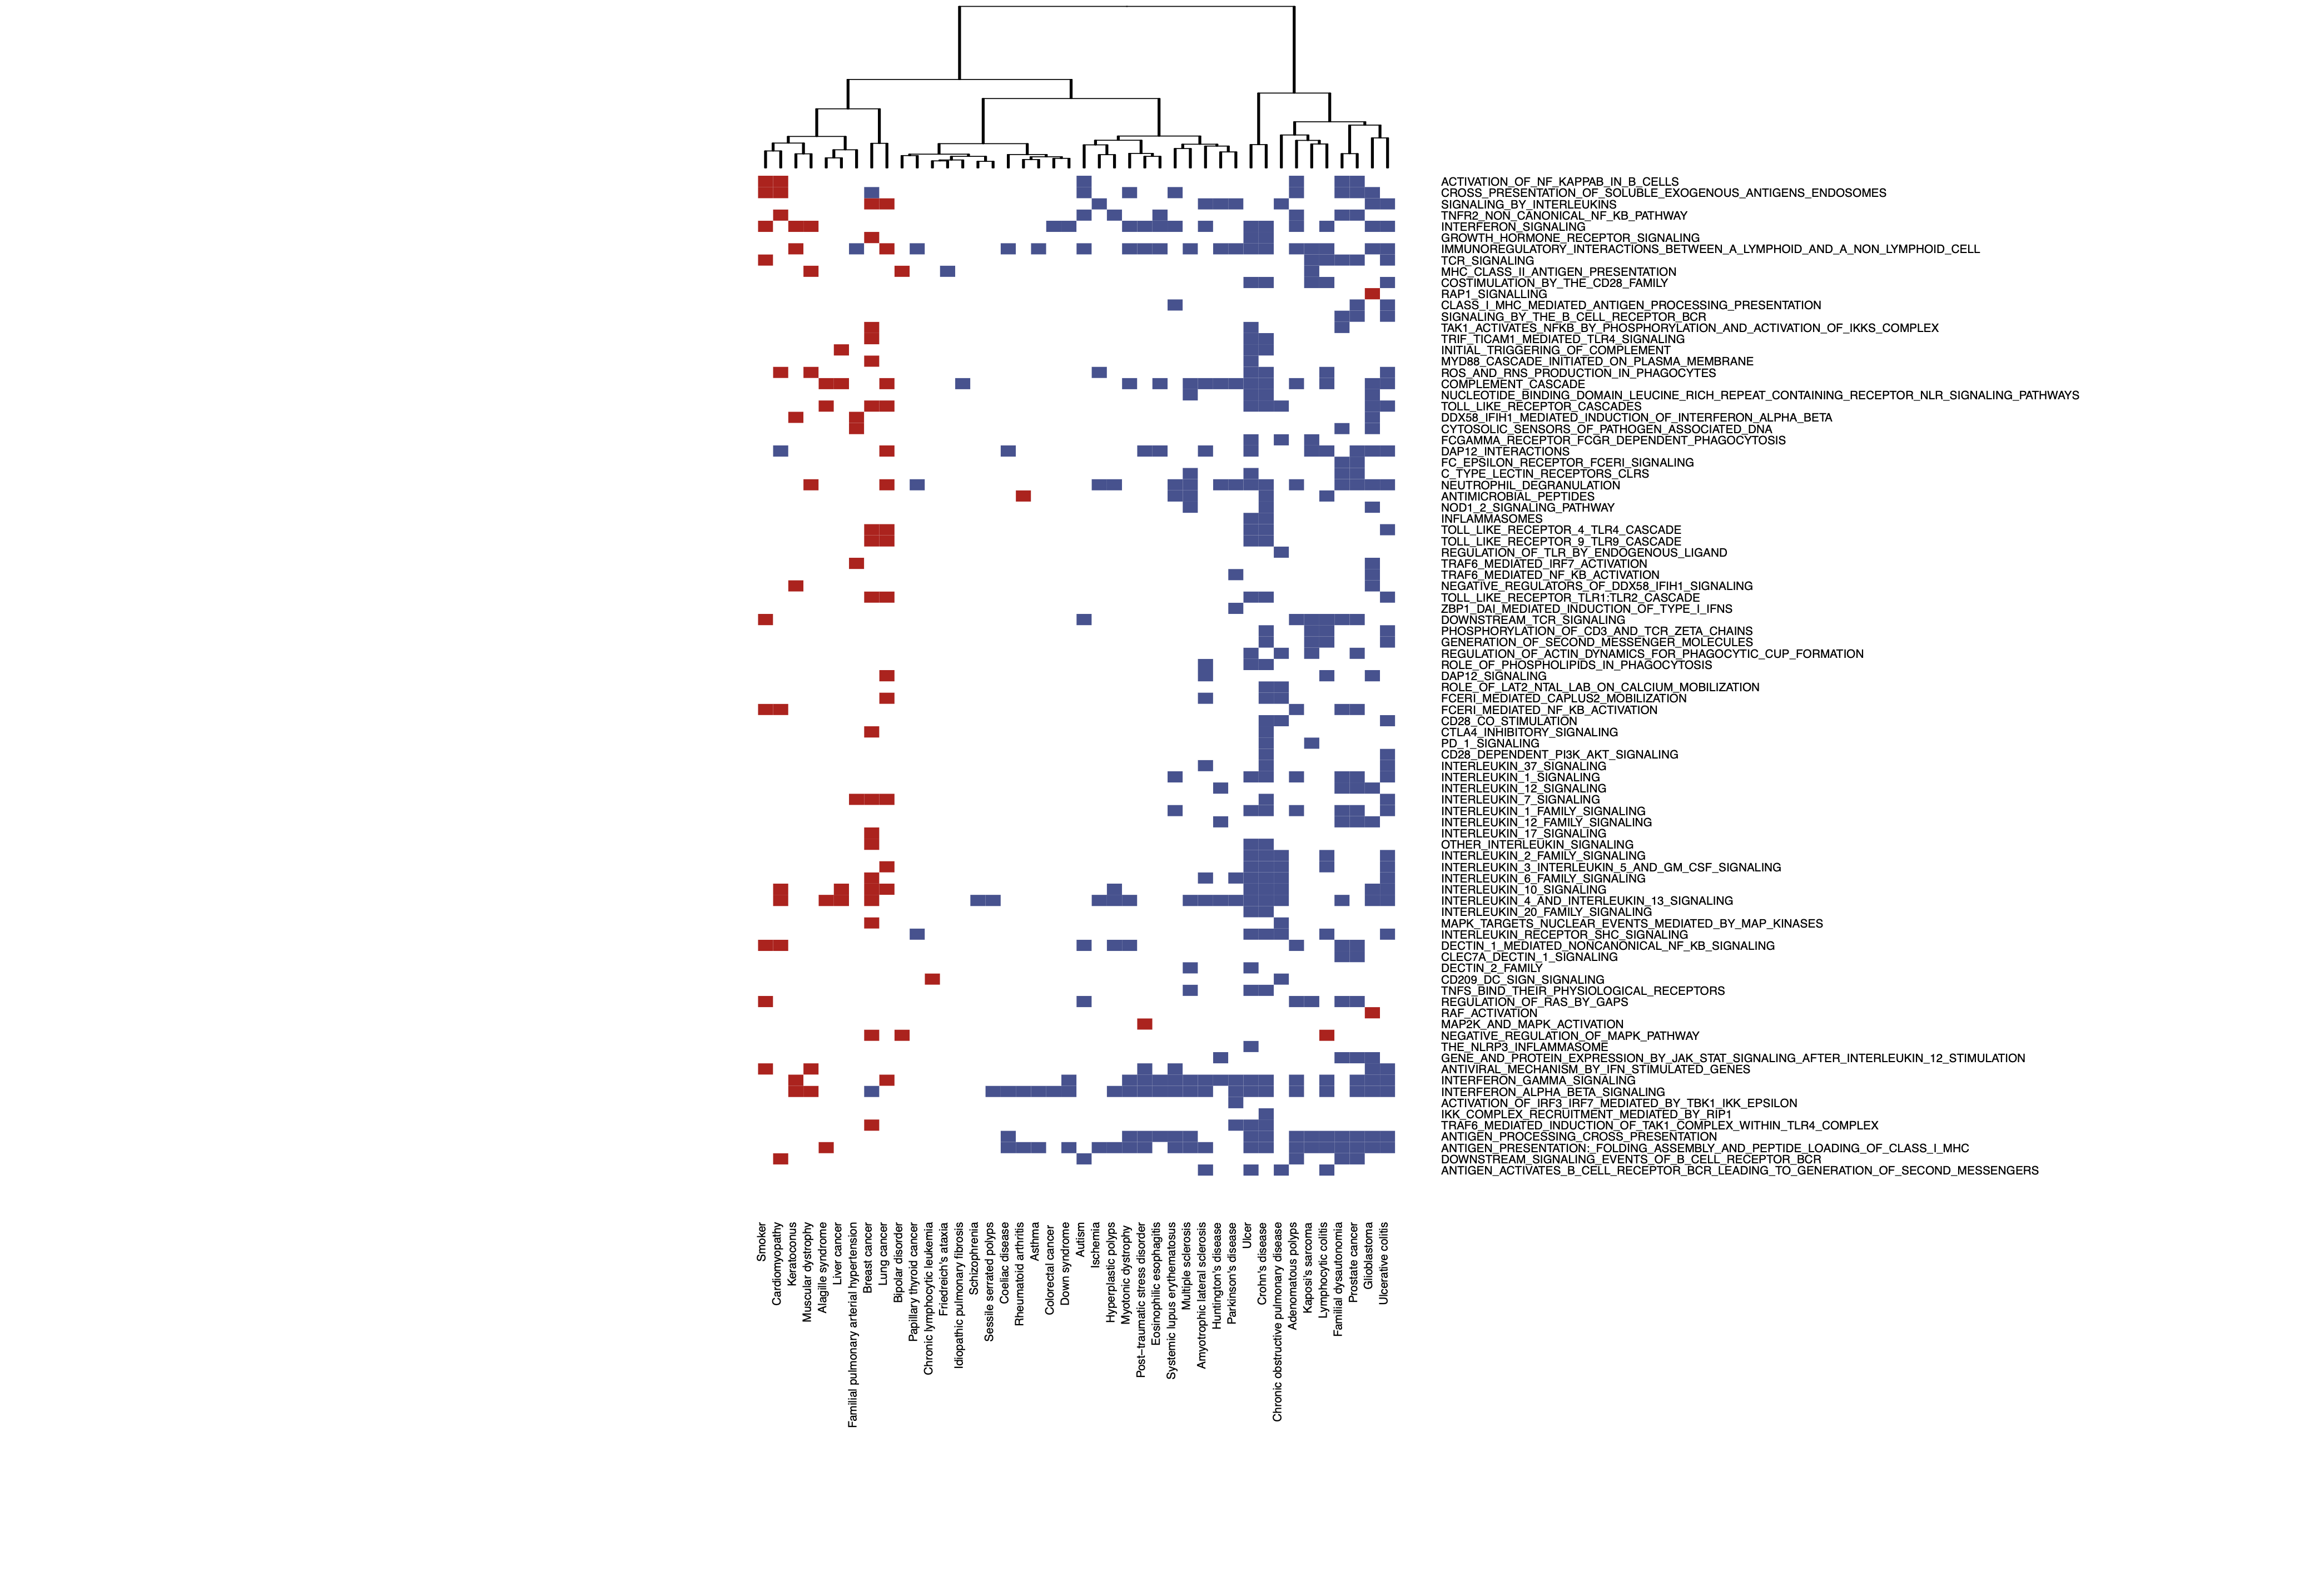 ACTIVATION_OF_NF_KAPPAB_IN_B_CELLS
CROSS_PRESENTATION_OF_SOLUBLE_EXOGENOUS_ANTIGENS_ENDOSOMES
SIGNALING_BY_INTERLEUKINS
TNFR2_NON_CANONICAL_NF_KB_PATHWAY
INTERFERON_SIGNALING
GROWTH_HORMONE_RECEPTOR_SIGNALING
IMMUNOREGULATORY_INTERACTIONS_BETWEEN_A_LYMPHOID_AND_A_NON_LYMPHOID_CELL
TCR_SIGNALING
MHC_CLASS_II_ANTIGEN_PRESENTATION
COSTIMULATION_BY_THE_CD28_FAMILY
RAP1_SIGNALLING
CLASS_I_MHC_MEDIATED_ANTIGEN_PROCESSING_PRESENTATION
SIGNALING_BY_THE_B_CELL_RECEPTOR_BCR
TAK1_ACTIVATES_NFKB_BY_PHOSPHORYLATION_AND_ACTIVATION_OF_IKKS_COMPLEX
TRIF_TICAM1_MEDIATED_TLR4_SIGNALING
INITIAL_TRIGGERING_OF_COMPLEMENT
MYD88_CASCADE_INITIATED_ON_PLASMA_MEMBRANE
ROS_AND_RNS_PRODUCTION_IN_PHAGOCYTES
COMPLEMENT_CASCADE
NUCLEOTIDE_BINDING_DOMAIN_LEUCINE_RICH_REPEAT_CONTAINING_RECEPTOR_NLR_SIGNALING_PATHWAYS
TOLL_LIKE_RECEPTOR_CASCADES
DDX58_IFIH1_MEDIATED_INDUCTION_OF_INTERFERON_ALPHA_BETA
CYTOSOLIC_SENSORS_OF_PATHOGEN_ASSOCIATED_DNA
FCGAMMA_RECEPTOR_FCGR_DEPENDENT_PHAGOCYTOSIS
DAP12_INTERACTIONS
FC_EPSILON_RECEPTOR_FCERI_SIGNALING
C_TYPE_LECTIN_RECEPTORS_CLRS
NEUTROPHIL_DEGRANULATION
ANTIMICROBIAL_PEPTIDES
NOD1_2_SIGNALING_PATHWAY
INFLAMMASOMES
TOLL_LIKE_RECEPTOR_4_TLR4_CASCADE
TOLL_LIKE_RECEPTOR_9_TLR9_CASCADE
REGULATION_OF_TLR_BY_ENDOGENOUS_LIGAND
TRAF6_MEDIATED_IRF7_ACTIVATION
TRAF6_MEDIATED_NF_KB_ACTIVATION
NEGATIVE_REGULATORS_OF_DDX58_IFIH1_SIGNALING
TOLL_LIKE_RECEPTOR_TLR1:TLR2_CASCADE
ZBP1_DAI_MEDIATED_INDUCTION_OF_TYPE_I_IFNS
DOWNSTREAM_TCR_SIGNALING
PHOSPHORYLATION_OF_CD3_AND_TCR_ZETA_CHAINS
GENERATION_OF_SECOND_MESSENGER_MOLECULES
REGULATION_OF_ACTIN_DYNAMICS_FOR_PHAGOCYTIC_CUP_FORMATION
ROLE_OF_PHOSPHOLIPIDS_IN_PHAGOCYTOSIS
DAP12_SIGNALING
ROLE_OF_LAT2_NTAL_LAB_ON_CALCIUM_MOBILIZATION
FCERI_MEDIATED_CAPLUS2_MOBILIZATION
FCERI_MEDIATED_NF_KB_ACTIVATION
CD28_CO_STIMULATION
CTLA4_INHIBITORY_SIGNALING
PD_1_SIGNALING
CD28_DEPENDENT_PI3K_AKT_SIGNALING
INTERLEUKIN_37_SIGNALING
INTERLEUKIN_1_SIGNALING
INTERLEUKIN_12_SIGNALING
INTERLEUKIN_7_SIGNALING
INTERLEUKIN_1_FAMILY_SIGNALING
INTERLEUKIN_12_FAMILY_SIGNALING
INTERLEUKIN_17_SIGNALING
OTHER_INTERLEUKIN_SIGNALING
INTERLEUKIN_2_FAMILY_SIGNALING
INTERLEUKIN_3_INTERLEUKIN_5_AND_GM_CSF_SIGNALING
INTERLEUKIN_6_FAMILY_SIGNALING
INTERLEUKIN_10_SIGNALING
INTERLEUKIN_4_AND_INTERLEUKIN_13_SIGNALING
INTERLEUKIN_20_FAMILY_SIGNALING
MAPK_TARGETS_NUCLEAR_EVENTS_MEDIATED_BY_MAP_KINASES
INTERLEUKIN_RECEPTOR_SHC_SIGNALING
DECTIN_1_MEDIATED_NONCANONICAL_NF_KB_SIGNALING
CLEC7A_DECTIN_1_SIGNALING
DECTIN_2_FAMILY
CD209_DC_SIGN_SIGNALING
TNFS_BIND_THEIR_PHYSIOLOGICAL_RECEPTORS
REGULATION_OF_RAS_BY_GAPS
RAF_ACTIVATION
MAP2K_AND_MAPK_ACTIVATION
NEGATIVE_REGULATION_OF_MAPK_PATHWAY
THE_NLRP3_INFLAMMASOME
GENE_AND_PROTEIN_EXPRESSION_BY_JAK_STAT_SIGNALING_AFTER_INTERLEUKIN_12_STIMULATION
ANTIVIRAL_MECHANISM_BY_IFN_STIMULATED_GENES
INTERFERON_GAMMA_SIGNALING
INTERFERON_ALPHA_BETA_SIGNALING
ACTIVATION_OF_IRF3_IRF7_MEDIATED_BY_TBK1_IKK_EPSILON
IKK_COMPLEX_RECRUITMENT_MEDIATED_BY_RIP1
TRAF6_MEDIATED_INDUCTION_OF_TAK1_COMPLEX_WITHIN_TLR4_COMPLEX
ANTIGEN_PROCESSING_CROSS_PRESENTATION
ANTIGEN_PRESENTATION:_FOLDING_ASSEMBLY_AND_PEPTIDE_LOADING_OF_CLASS_I_MHC
DOWNSTREAM_SIGNALING_EVENTS_OF_B_CELL_RECEPTOR_BCR
ANTIGEN_ACTIVATES_B_CELL_RECEPTOR_BCR_LEADING_TO_GENERATION_OF_SECOND_MESSENGERS
Smoker
Cardiomyopathy
Keratoconus
Muscular dystrophy
Alagille syndrome
Liver cancer
Familial pulmonary arterial hypertension
Breast cancer
Lung cancer
Bipolar disorder
Papillary thyroid cancer
Chronic lymphocytic leukemia
Friedreich's ataxia
Idiopathic pulmonary fibrosis
Schizophrenia
Sessile serrated polyps
Coeliac disease
Rheumatoid arthritis
Asthma
Colorectal cancer
Down syndrome
Autism
Ischemia
Hyperplastic polyps
Myotonic dystrophy
Post−traumatic stress disorder
Eosinophilic esophagitis
Systemic lupus erythematosus
Multiple sclerosis
Amyotrophic lateral sclerosis
Huntington's disease
Parkinson's disease
Ulcer
Crohn's disease
Chronic obstructive pulmonary disease
Adenomatous polyps
Kaposi's sarcoma
Lymphocytic colitis
Familial dysautonomia
Prostate cancer
Glioblastoma
Ulcerative colitis